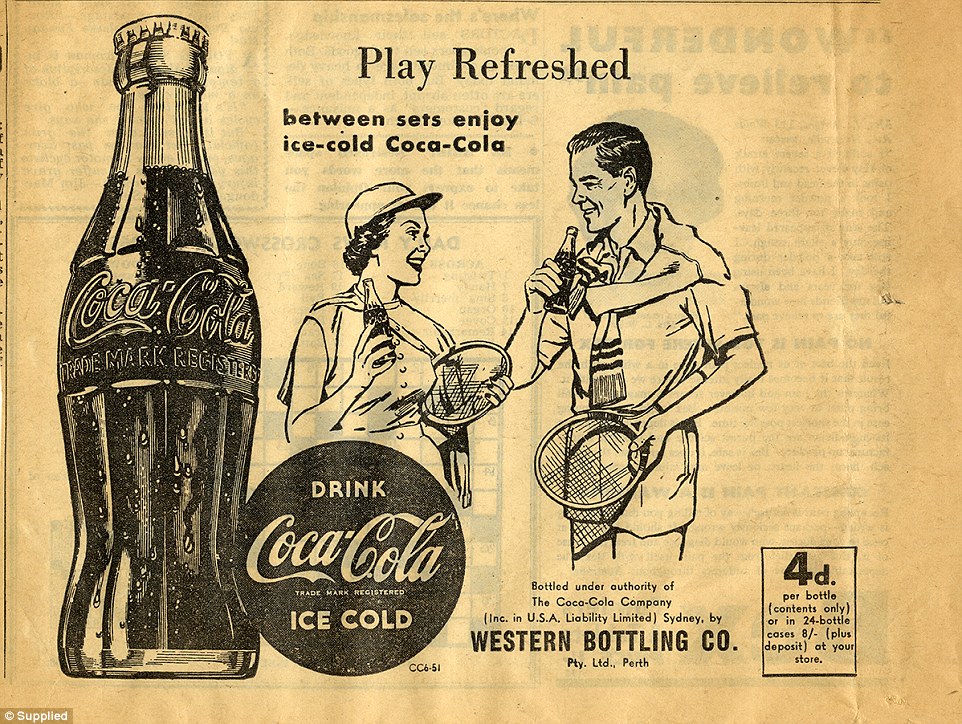 Play Refreshed
between sets enjoy
ice-cold Coca-Cola
Coca-Cola
TRADE MARK REGISTERED
DRINK
Coca-Cola
TRADE MARK REGISTERED
ICE COLD
CC6-51
Bottled under authority of
The Coca-Cola Company
(Inc. in U.S.A. Liability Limited) Sydney, by
WESTERN BOTTLING CO.
Pty. Ltd., Perth
4d.
per bottle
(contents only)
or in 24-bottle
cases 8/- (plus
deposit) at your
store.
© Supplied